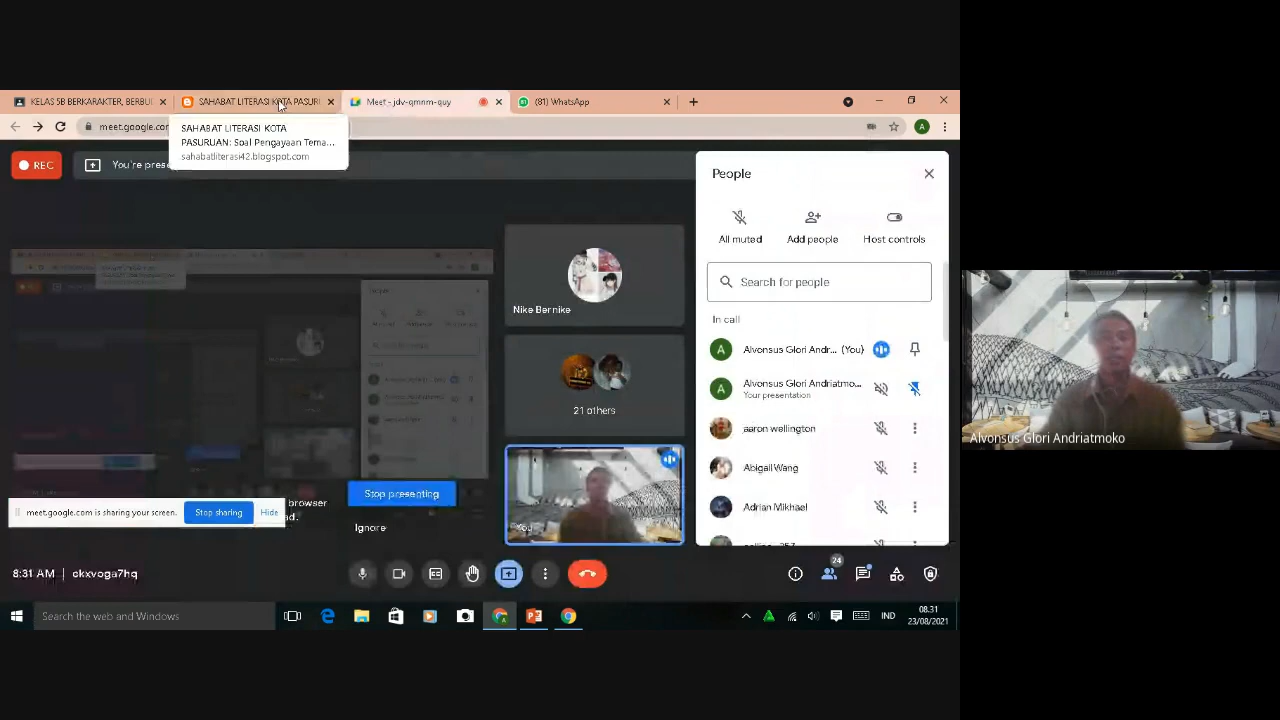 KELAS 5B BERKARAKTER, BERBUI
SAHABAT LITERASI KOTA PASURU
Meet - jdv-qmnm-quy
(81) WhatsApp
meet.google.com
SAHABAT LITERASI KOTA
PASURUAN: Soal Pengayaan Tema...
sahabatliterasi42.blogspot.com
REC
You're prese
People
All muted
Add people
Host controls
Search for people
In call
Nike Bernike
21 others
Alvonsus Glori Andr... (You)
Alvonsus Glori Andriatmo...
Your presentation
aaron wellington
Abigail Wang
Adrian Mikhael
Stop presenting
Ignore
browser
meet.google.com is sharing your screen.
Stop sharing
Hide
You
Alvonsus Glori Andriatmoko
8:31 AM | ckxvoga7hq
24
Search the web and Windows
IND
08.31
23/08/2021